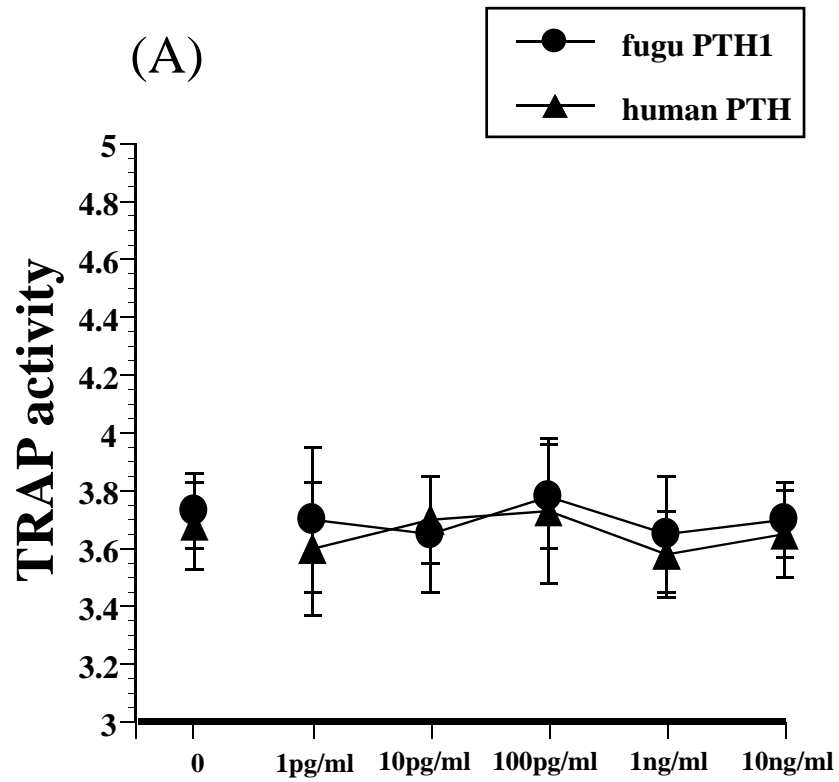 (A)
fugu PTH1
human PTH
TRAP activity
5
4.8
4.6
4.4
4.2
4
3.8
3.6
3.4
3.2
3
0 1pg/ml 10pg/ml 100pg/ml 1ng/ml 10ng/ml